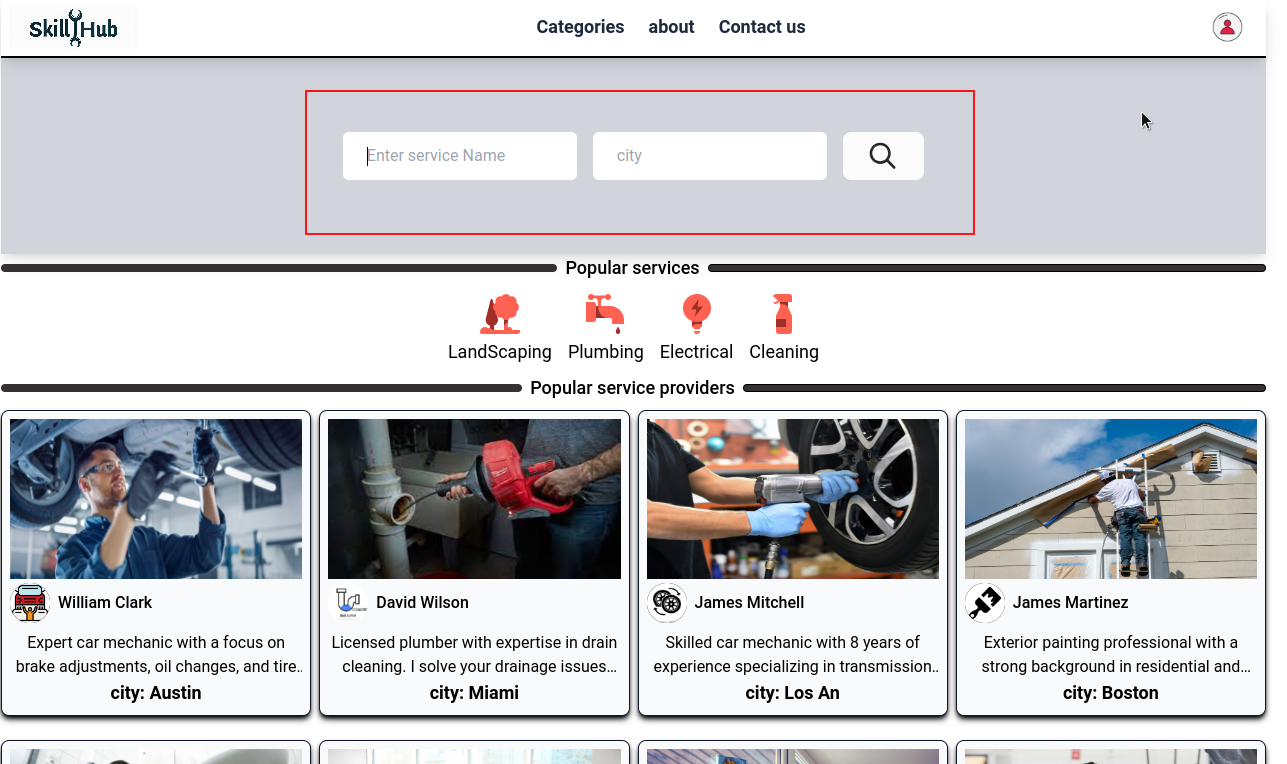 SkillHub
Categories about Contact us
Enter service Name
city
Popular services
LandScaping
Plumbing
Electrical
Cleaning
Popular service providers
William Clark
Expert car mechanic with a focus on
brake adjustments, oil changes, and tire..
city: Austin
David Wilson
Licensed plumber with expertise in drain
cleaning. I solve your drainage issues...
city: Miami
James Mitchell
Skilled car mechanic with 8 years of
experience specializing in transmission..
city: Los An
James Martinez
Exterior painting professional with a
strong background in residential and...
city: Boston